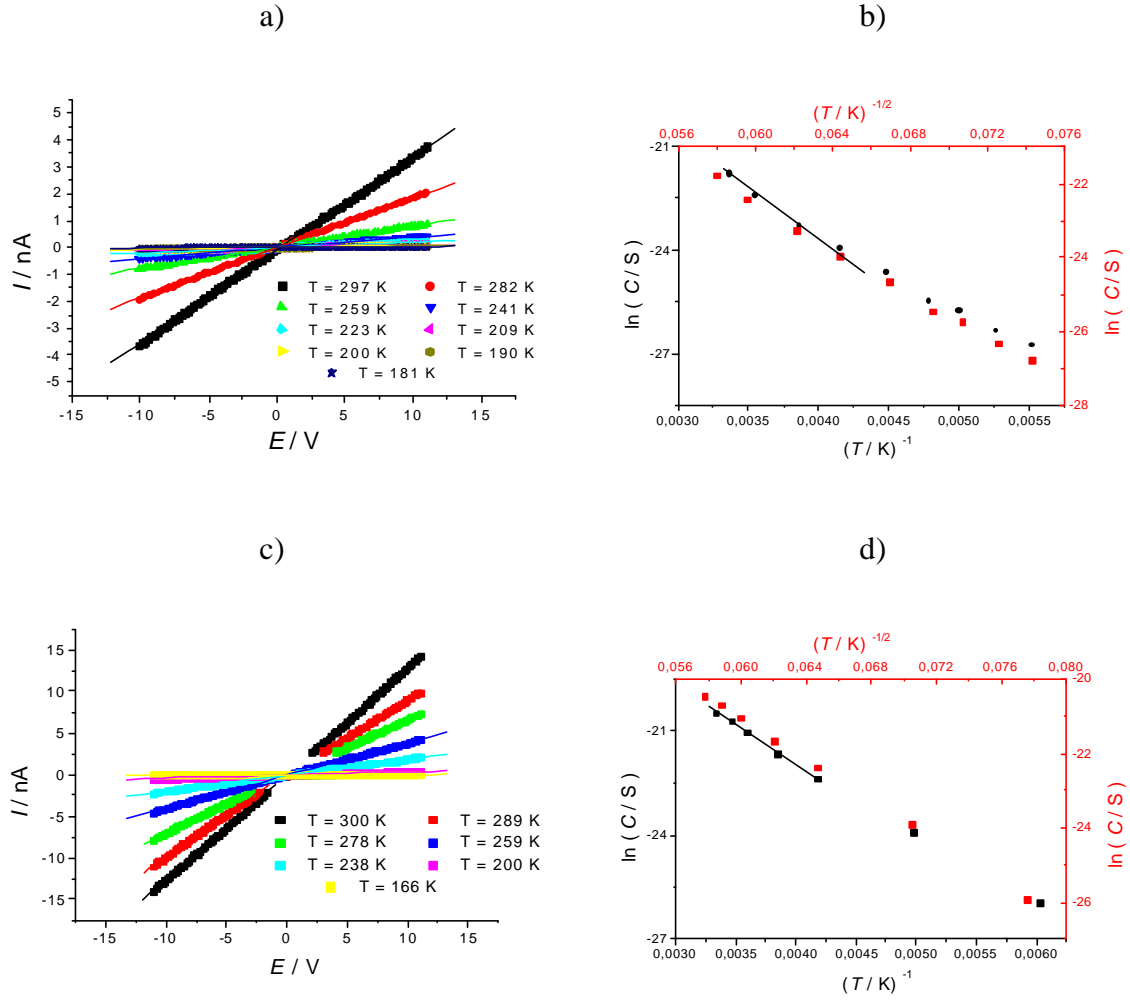 a)
5
4
3
2
1
0
-1
-2
-3
-4
-5
I / nA
-15 -10 -5 0 5 10 15
E / V
T = 297 K T = 282 K
T = 259 K T = 241 K
T = 223 K T = 209 K
T = 200 K T = 190 K
T = 181 K
b)
(T / K) -1/2
0,056 0,060 0,064 0,068 0,072 0,076
-21
-24
-27
ln ( C / S )
-22
-24
-26
-28
ln ( C/S )
0,0030 0,0035 0,0040 0,0045 0,0050 0,0055
(T / K) -1
c)
15
10
5
0
-5
-10
-15
I / nA
-15 -10 -5 0 5 10 15
E / V
T = 300 K T = 289 K
T = 278 K T = 259 K
T = 238 K T = 200 K
T = 166 K
d)
(T / K) -1/2
0,056 0,060 0,064 0,068 0,072 0,076 0,080
-21
-24
-27
ln ( C / S )
-20
-22
-24
-26
ln ( C / S )
0,0030 0,0035 0,0040 0,0045 0,0050 0,0055 0,0060
(T / K) -1